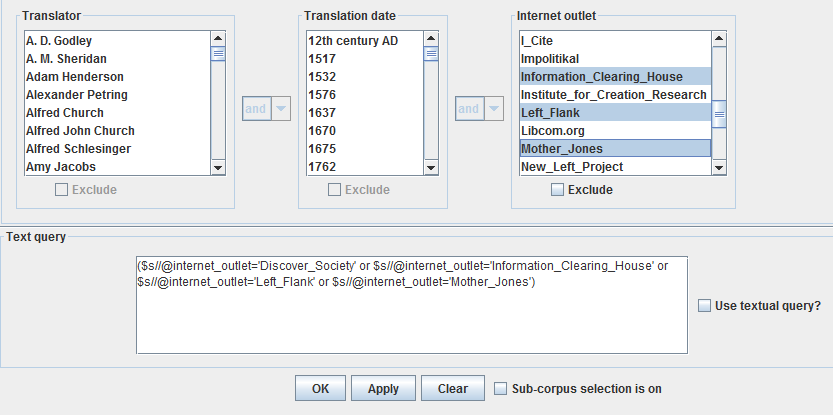 Translator
Translation date
Internet outlet
A. D. Godley
A. M. Sheridan
Adam Henderson
Alexander Petring
Alfred Church
Alfred John Church
Alfred Schlesinger
Amy Jacobs
Exclude
and
12th century AD
1517
1532
1576
1637
1670
1675
1762
Exclude
and
I_Cite
Impolitikal
Information_Clearing_House
Institute_for_Creation_Research
Left_Flank
Libcom.org
Mother_Jones
New_Left_Project
Exclude
Text query
($s//@internet_outlet='Discover_Society' or $s//@internet_outlet='Information_Clearing_House' or
$s//@internet_outlet='Left_Flank' or $s//@internet_outlet='Mother_Jones')
Use textual query?
OK
Apply
Clear
Sub-corpus selection is on